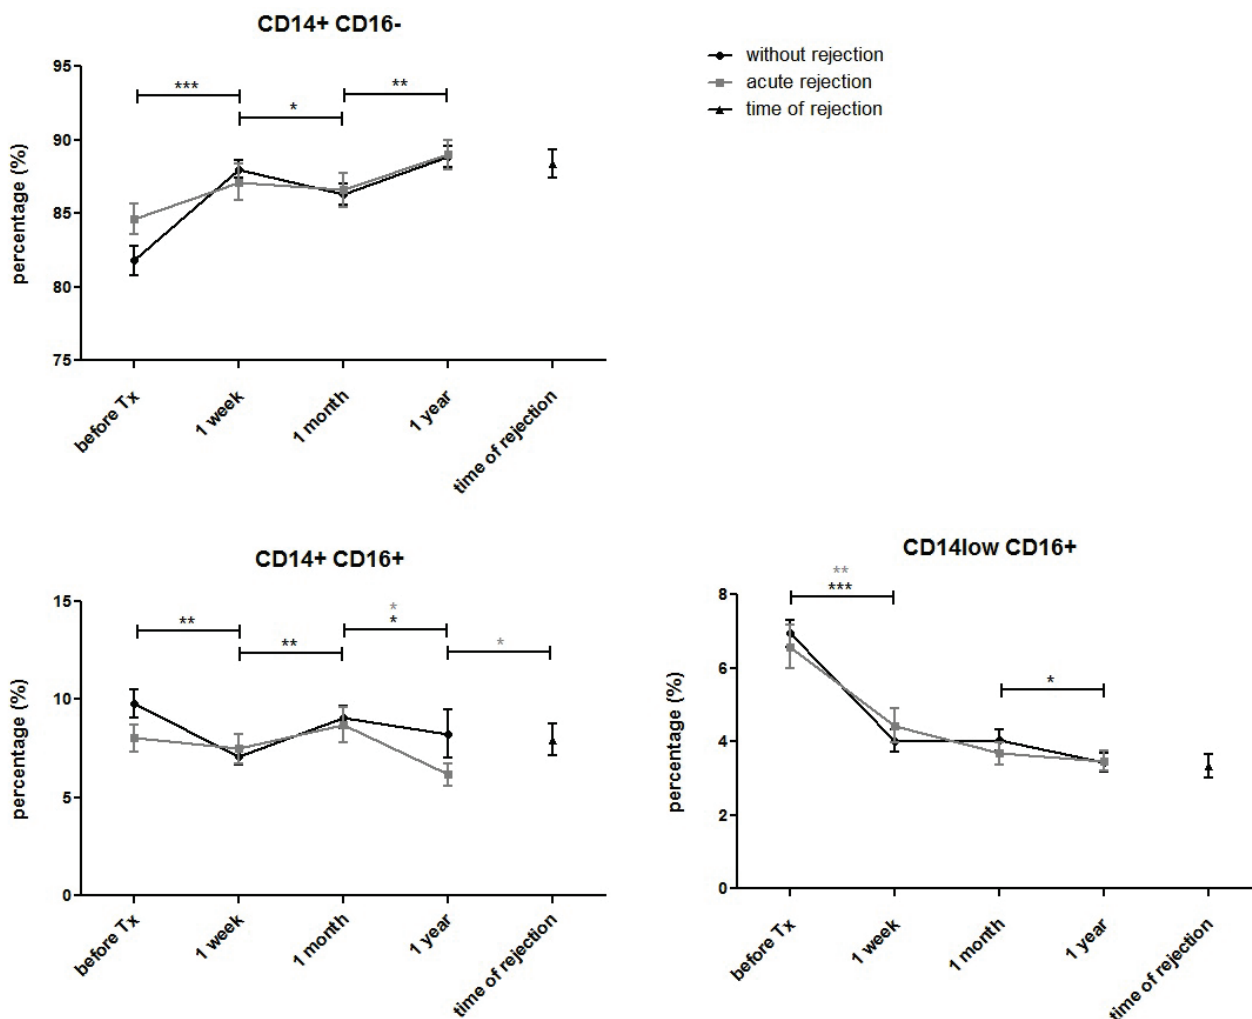 CD14+ CD16-
without rejection
acute rejection
time of rejection
percentage (%)
95
90
85
80
75
***
*
**
before Tx
1 week
1 month
1 year
time of rejection
CD14+ CD16+
percentage (%)
15
10
5
0
**
**
*
*
*
before Tx
1 week
1 month
1 year
time of rejection
CD14low CD16+
percentage (%)
8
6
4
2
0
**
***
*
before Tx
1 week
1 month
1 year
time of rejection